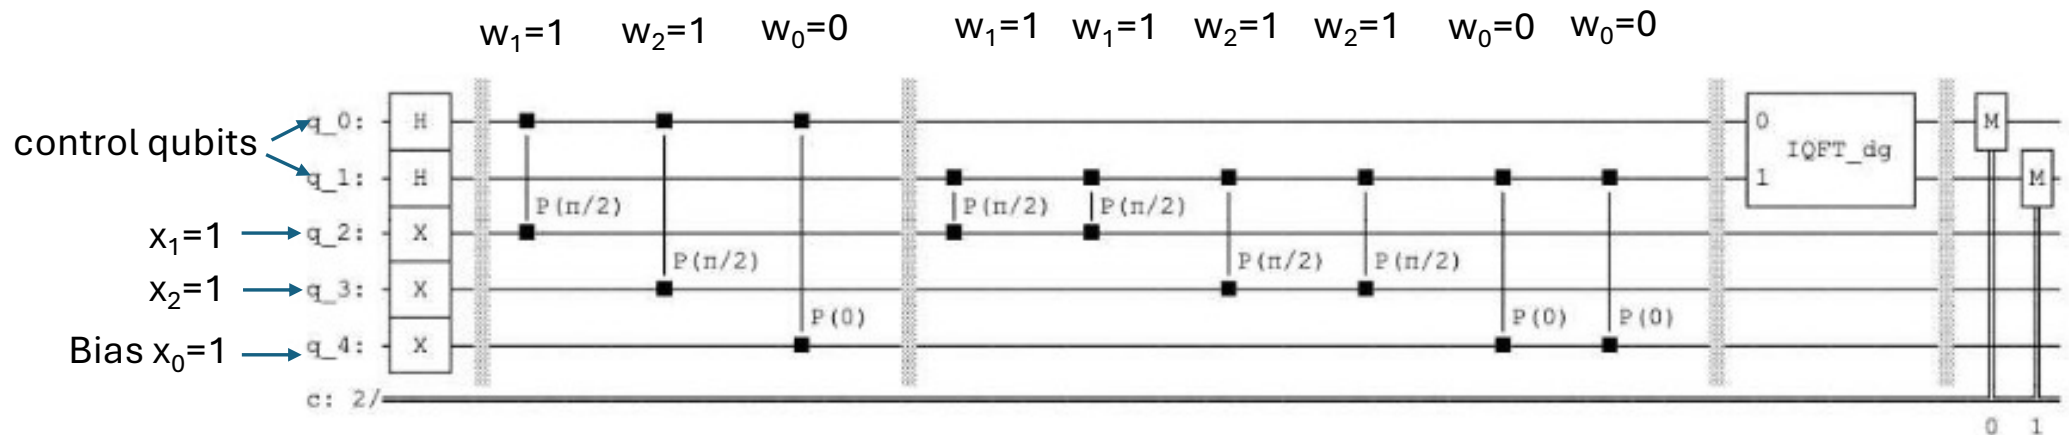 w₁=1 w₂=1 w₀=0 w₁=1 w₁=1 w₂=1 w₂=1 w₀=0 w₀=0
control qubits
q_0: H 0 M
IQFT_dg
q_1: H 1 M
P(π/2) P(π/2) P(π/2)
x₁=1 q_2: X
P(π/2) P(π/2) P(π/2)
x₂=1 q_3: X
P(0) P(0) P(0)
Bias x₀=1 q_4: X
c: 2/
0 1